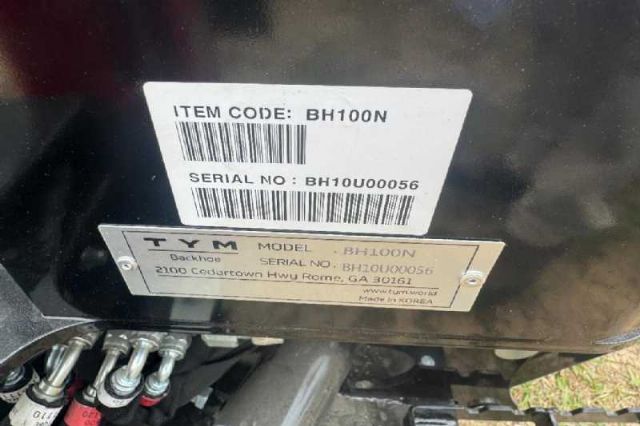 ITEM CODE: BH100N
SERIAL NO : BH10U00056
TYM MODEL : BH100N
Backhoe SERIAL NO : BH10U00056
2100 Cedartown Hwy Rome, GA 30161
www.tym.world
Made in KOREA